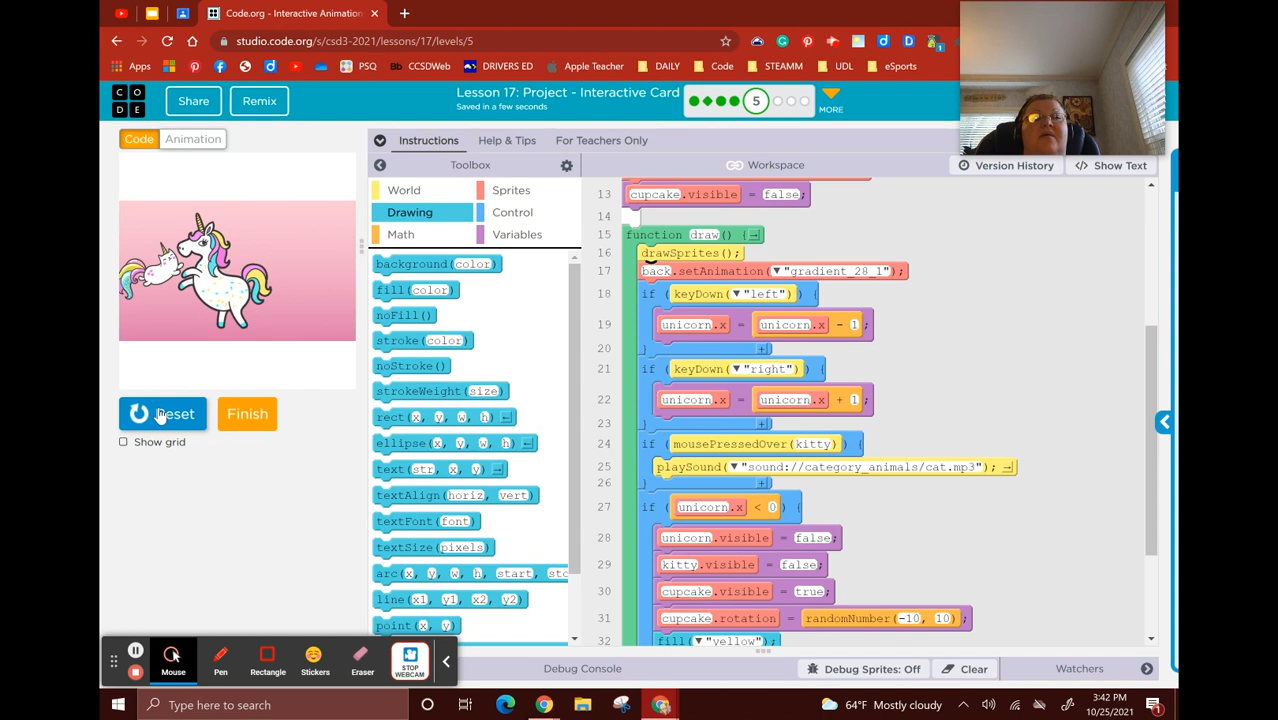 Code.org - Interactive Animation
studio.code.org/s/csd3-2021/lessons/17/levels/5
Apps
PSQ
Bb CCSDWeb
DRIVERS ED
Apple Teacher
DAILY
Code
STEAMM
UDL
eSports
C O
D E
Share
Remix
Lesson 17: Project - Interactive Card
Saved in a few seconds
5
MORE
Code
Animation
Instructions
Help & Tips
For Teachers Only
Toolbox
Workspace
Version History
</> Show Text
World
Sprites
Drawing
Control
Math
Variables
background(color)
fill(color)
noFill()
stroke(color)
noStroke()
strokeWeight(size)
rect(x, y, w, h)
ellipse(x, y, w, h)
text(str, x, y)
textAlign(horiz, vert)
textFont(font)
textSize(pixels)
arc(x, y, w, h, start, sto
line(x1, y1, x2, y2)
point(x, y)
13 cupcake.visible = false;
14
15 function draw() {
16 drawSprites();
17 back.setAnimation("gradient_28_1");
18 if (keyDown("left")) {
19 unicorn.x = unicorn.x - 1;
20 }
21 if (keyDown("right")) {
22 unicorn.x = unicorn.x + 1;
23 }
24 if (mousePressedOver(kitty)) {
25 playSound("sound://category_animals/cat.mp3");
26 }
27 if (unicorn.x < 0) {
28 unicorn.visible = false;
29 kitty.visible = false;
30 cupcake.visible = true;
31 cupcake.rotation = randomNumber(-10, 10);
32 fill("yellow");
Reset
Finish
Show grid
Mouse
Pen
Rectangle
Stickers
Eraser
STOP
WEBCAM
Debug Console
Debug Sprites: Off
Clear
Watchers
Type here to search
64°F Mostly cloudy
3:42 PM
10/25/2021